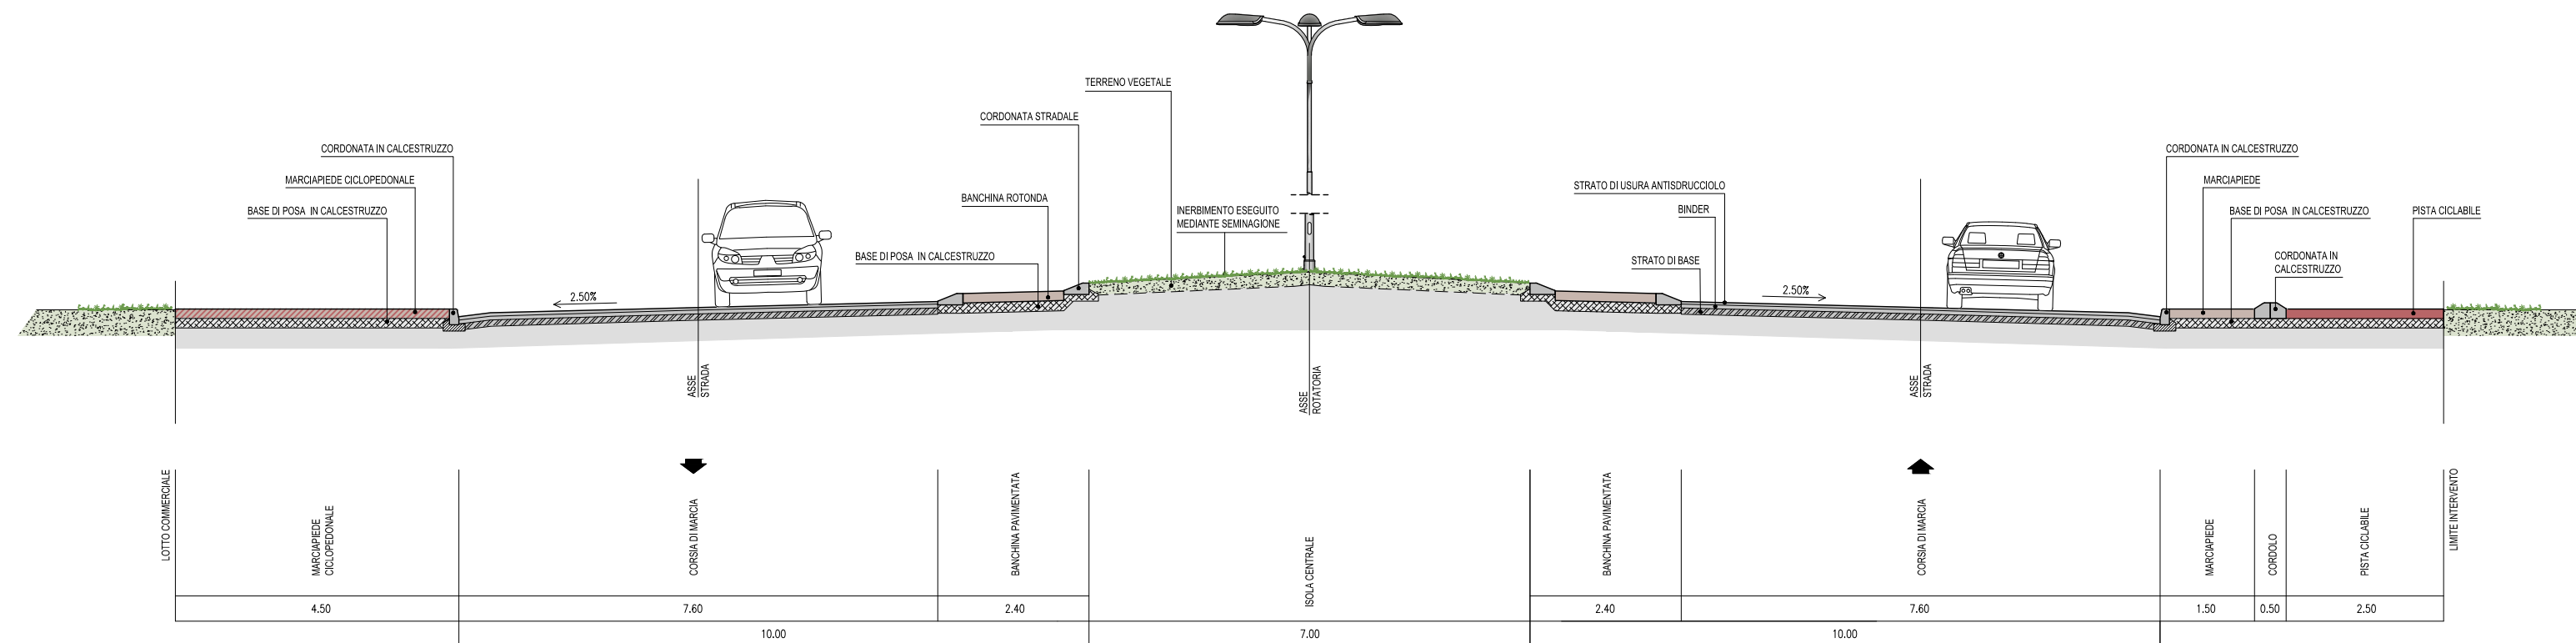 TERRENO VEGETALE
CORDONATA STRADALE
CORDONATA IN CALCESTRUZZO
MARCIAPIEDE CICLOPEDONALE
BASE DI POSA IN CALCESTRUZZO
BANCHINA ROTONDA
BASE DI POSA IN CALCESTRUZZO
INERBIMENTO ESEGUITO
MEDIANTE SEMINAGIONE
STRATO DI USURA ANTISDRUCCIOLO
BINDER
STRATO DI BASE
CORDONATA IN CALCESTRUZZO
MARCIAPIEDE
BASE DI POSA IN CALCESTRUZZO
PISTA CICLABILE
CORDONATA IN
CALCESTRUZZO
2.50%
2.50%
ASSE
STRADA
ASSE
ROTATORIA
ASSE
STRADA
LOTTO COMMERCIALE
MARCIAPIEDE
CICLOPEDONALE
CORSIA DI MARCIA
BANCHINA PAVIMENTATA
ISOLA CENTRALE
BANCHINA PAVIMENTATA
CORSIA DI MARCIA
MARCIAPIEDE
CORDOLO
PISTA CICLABILE
LIMITE INTERVENTO
4.50
7.60
2.40
2.40
7.60
1.50
0.50
2.50
10.00
7.00
10.00